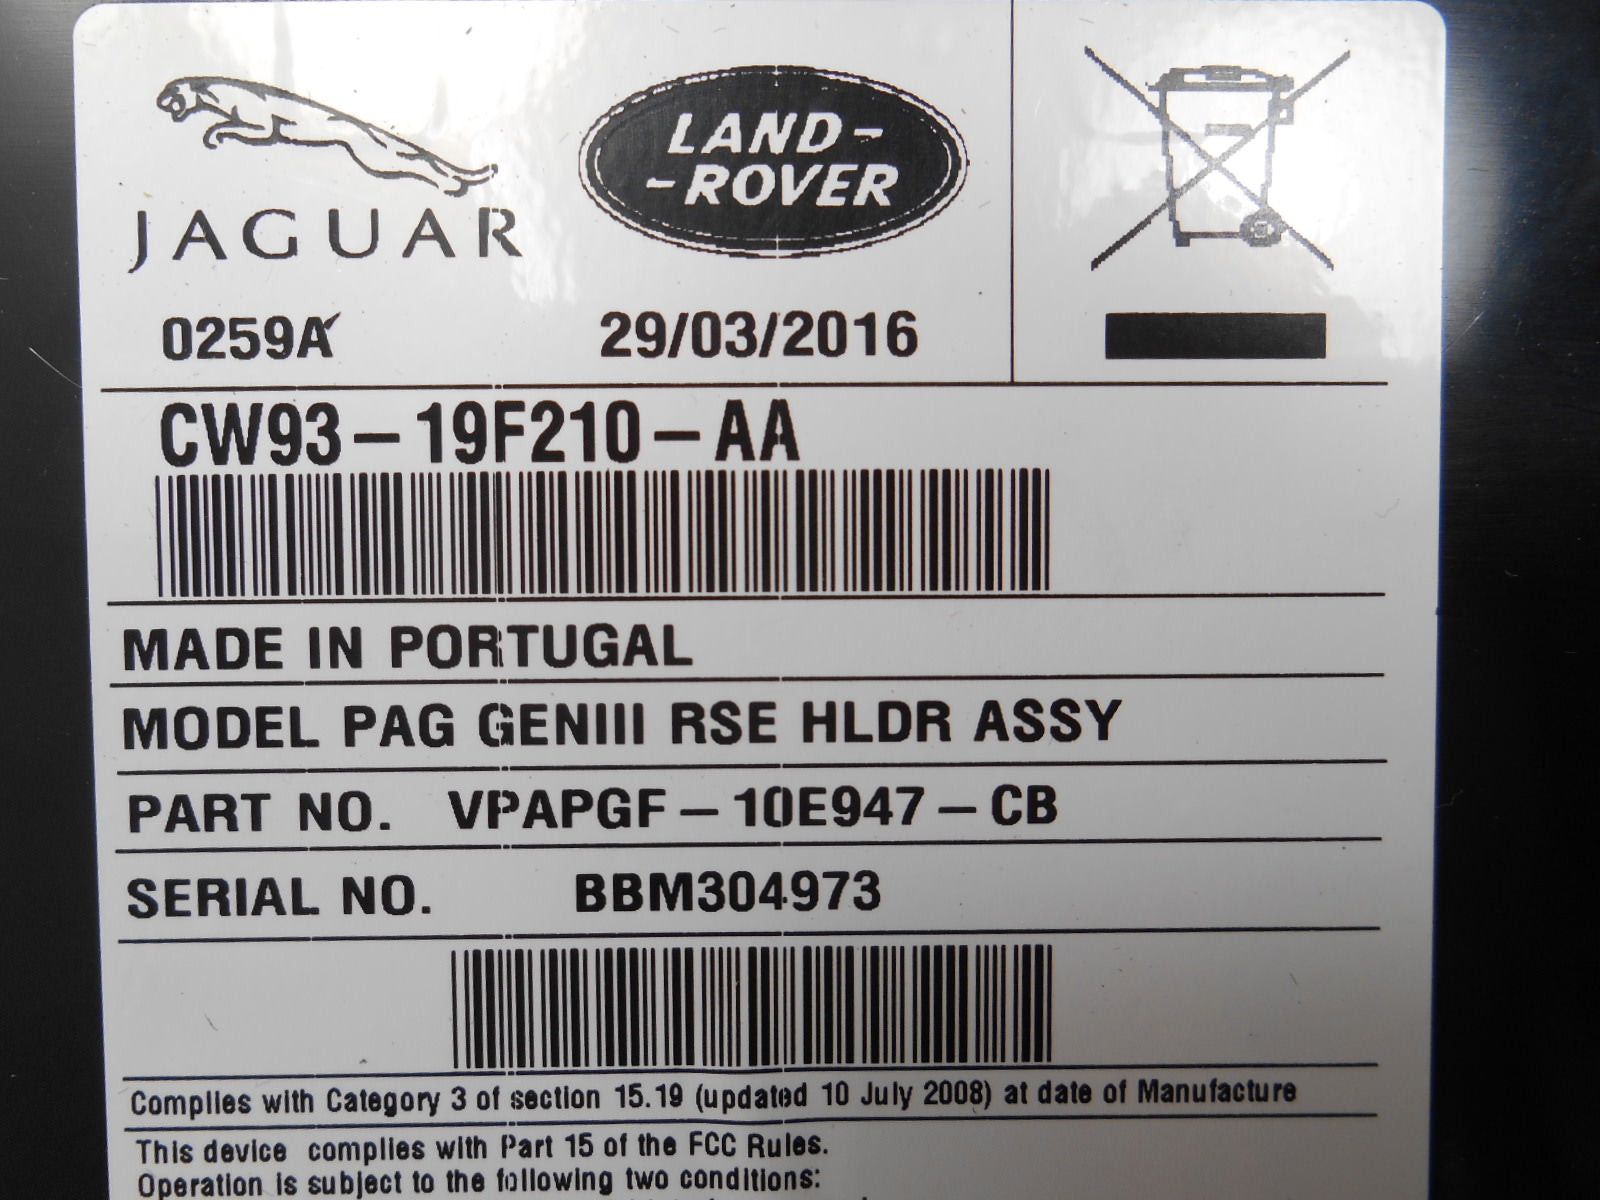 JAGUAR
LAND-
-ROVER
0259A
29/03/2016
CW93-19F210-AA
MADE IN PORTUGAL
MODEL PAG GENIII RSE HLDR ASSY
PART NO. VPAPGF-10E947-CB
SERIAL NO. BBM304973
Complies with Category 3 of section 15.19 (updated 10 July 2008) at date of Manufacture
This device complies with Part 15 of the FCC Rules.
Operation is subject to the following two conditions: